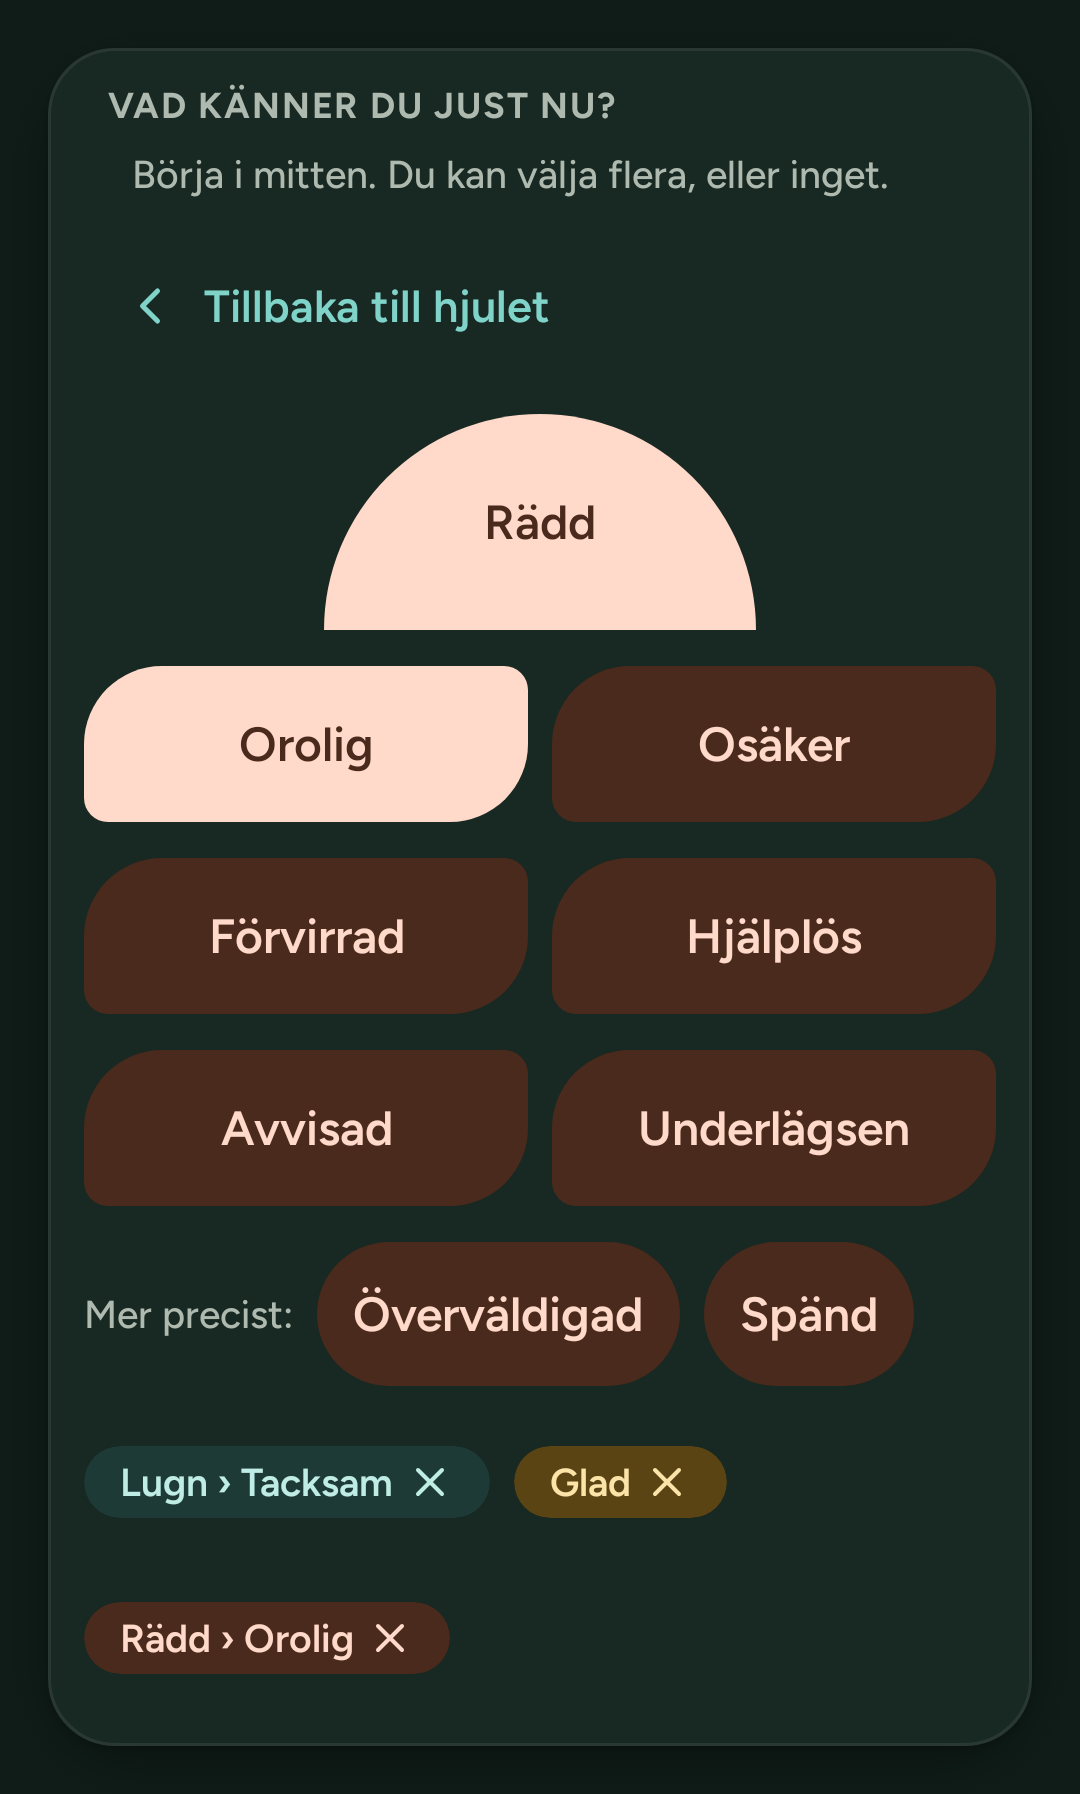 VAD KÄNNER DU JUST NU?
Börja i mitten. Du kan välja flera, eller inget.
Tillbaka till hjulet
Rädd
Orolig Osäker
Förvirrad Hjälplös
Avvisad Underlägsen
Mer precist: Överväldigad Spänd
Lugn › Tacksam Glad
Rädd › Orolig